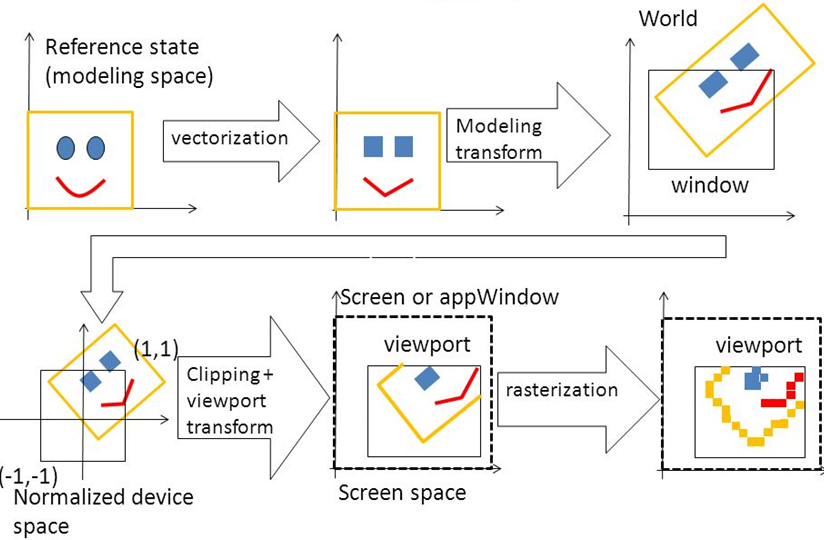 Reference state
(modeling space)
vectorization
Modeling
transform
World
window
(1,1)
(-1,-1)
Normalized device
space
Clipping+
viewport
transform
Screen or appWindow
viewport
Screen space
rasterization
viewport